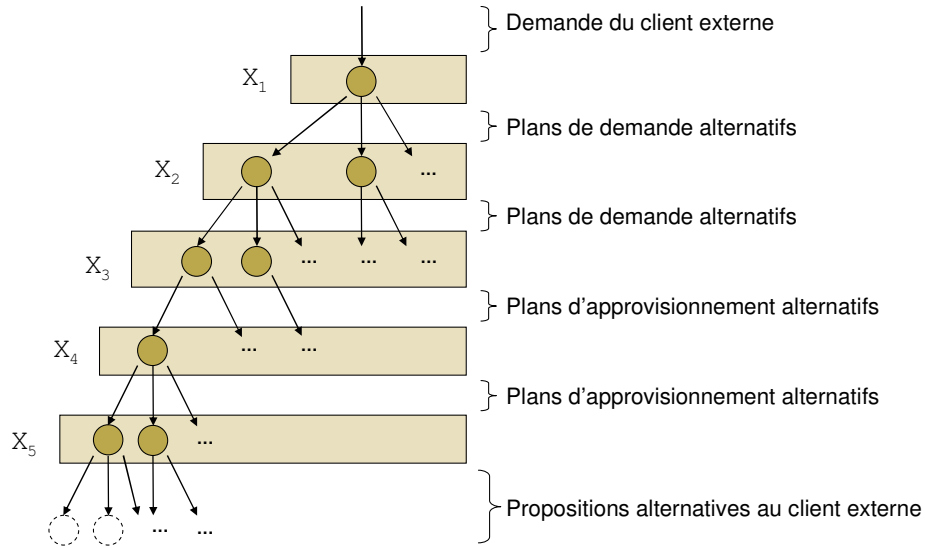 Demande du client externe
X1
Plans de demande alternatifs
X2
...
Plans de demande alternatifs
X3
... ... ...
Plans d'approvisionnement alternatifs
X4
... ...
Plans d'approvisionnement alternatifs
X5
...
Propositions alternatives au client externe
... ...